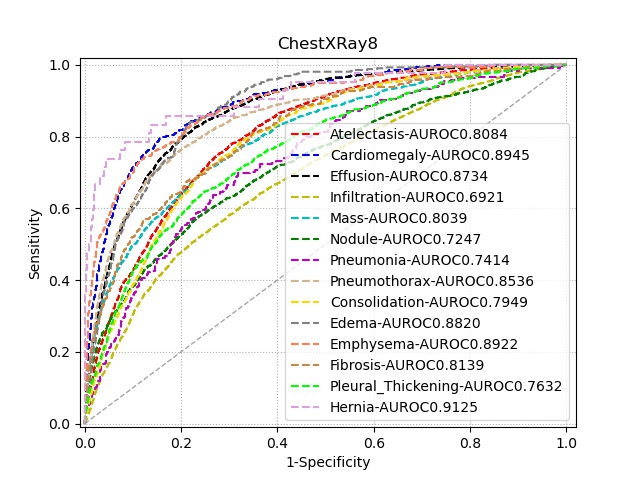 ChestXRay8
1.0
0.8
0.6
0.4
0.2
0.0
Sensitivity
Atelectasis-AUROC0.8084
Cardiomegaly-AUROC0.8945
Effusion-AUROC0.8734
Infiltration-AUROC0.6921
Mass-AUROC0.8039
Nodule-AUROC0.7247
Pneumonia-AUROC0.7414
Pneumothorax-AUROC0.8536
Consolidation-AUROC0.7949
Edema-AUROC0.8820
Emphysema-AUROC0.8922
Fibrosis-AUROC0.8139
Pleural_Thickening-AUROC0.7632
Hernia-AUROC0.9125
0.0 0.2 0.4 0.6 0.8 1.0
1-Specificity